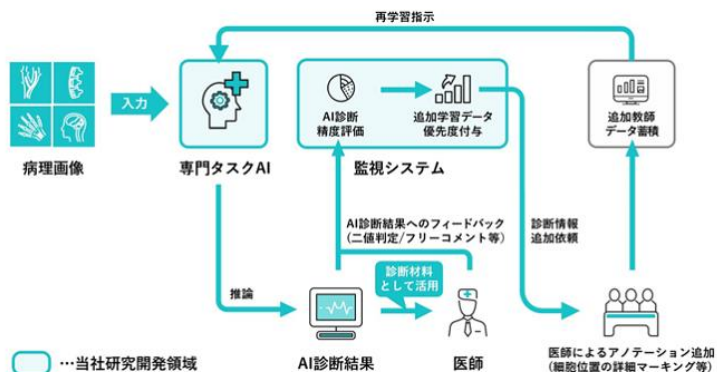 再学習指示
入力
AI診断
精度評価
追加学習データ
優先度付与
追加教師
データ蓄積
病理画像
専門タスクAI
監視システム
AI診断結果へのフィードバック
(二値判定/フリーコメント等)
診断情報
追加依頼
推論
診断材料
として活用
…当社研究開発領域
AI診断結果
医師
医師によるアノテーション追加
(細胞位置の詳細マーキング等)